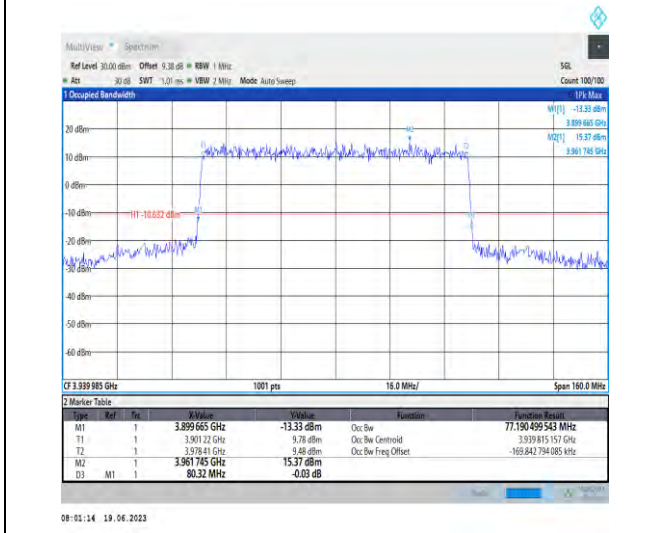 MultiView Spectrum
Ref Level 30.00 dBm Offset 9.38 dB RBW 1 MHz SGL
Att 30 dB SWT 1.01 ms VBW 2 MHz Mode Auto Sweep Count 100/100
1 Occupied Bandwidth 1Pk Max
M1[1] -13.33 dBm
3.899 665 GHz
M2[1] 15.37 dBm
3.961 745 GHz
20 dBm
M2
T1
T2
10 dBm
0 dBm
-10 dBm
H1 -10.632 dBm
M1
-20 dBm
-30 dBm
-40 dBm
-50 dBm
-60 dBm
CF 3.939 985 GHz 1001 pts 16.0 MHz/ Span 160.0 MHz
2 Marker Table
Type Ref Trc X-Value Y-Value Function Function Result
M1 1 3.899 665 GHz -13.33 dBm Occ Bw 77.190 499 543 MHz
T1 1 3.901 22 GHz 9.78 dBm Occ Bw Centroid 3.939 815 157 GHz
T2 1 3.978 41 GHz 9.48 dBm Occ Bw Freq Offset -169.842 794 085 kHz
M2 1 3.961 745 GHz 15.37 dBm
D3 M1 1 80.32 MHz -0.03 dB
08:01:14 19.06.2023